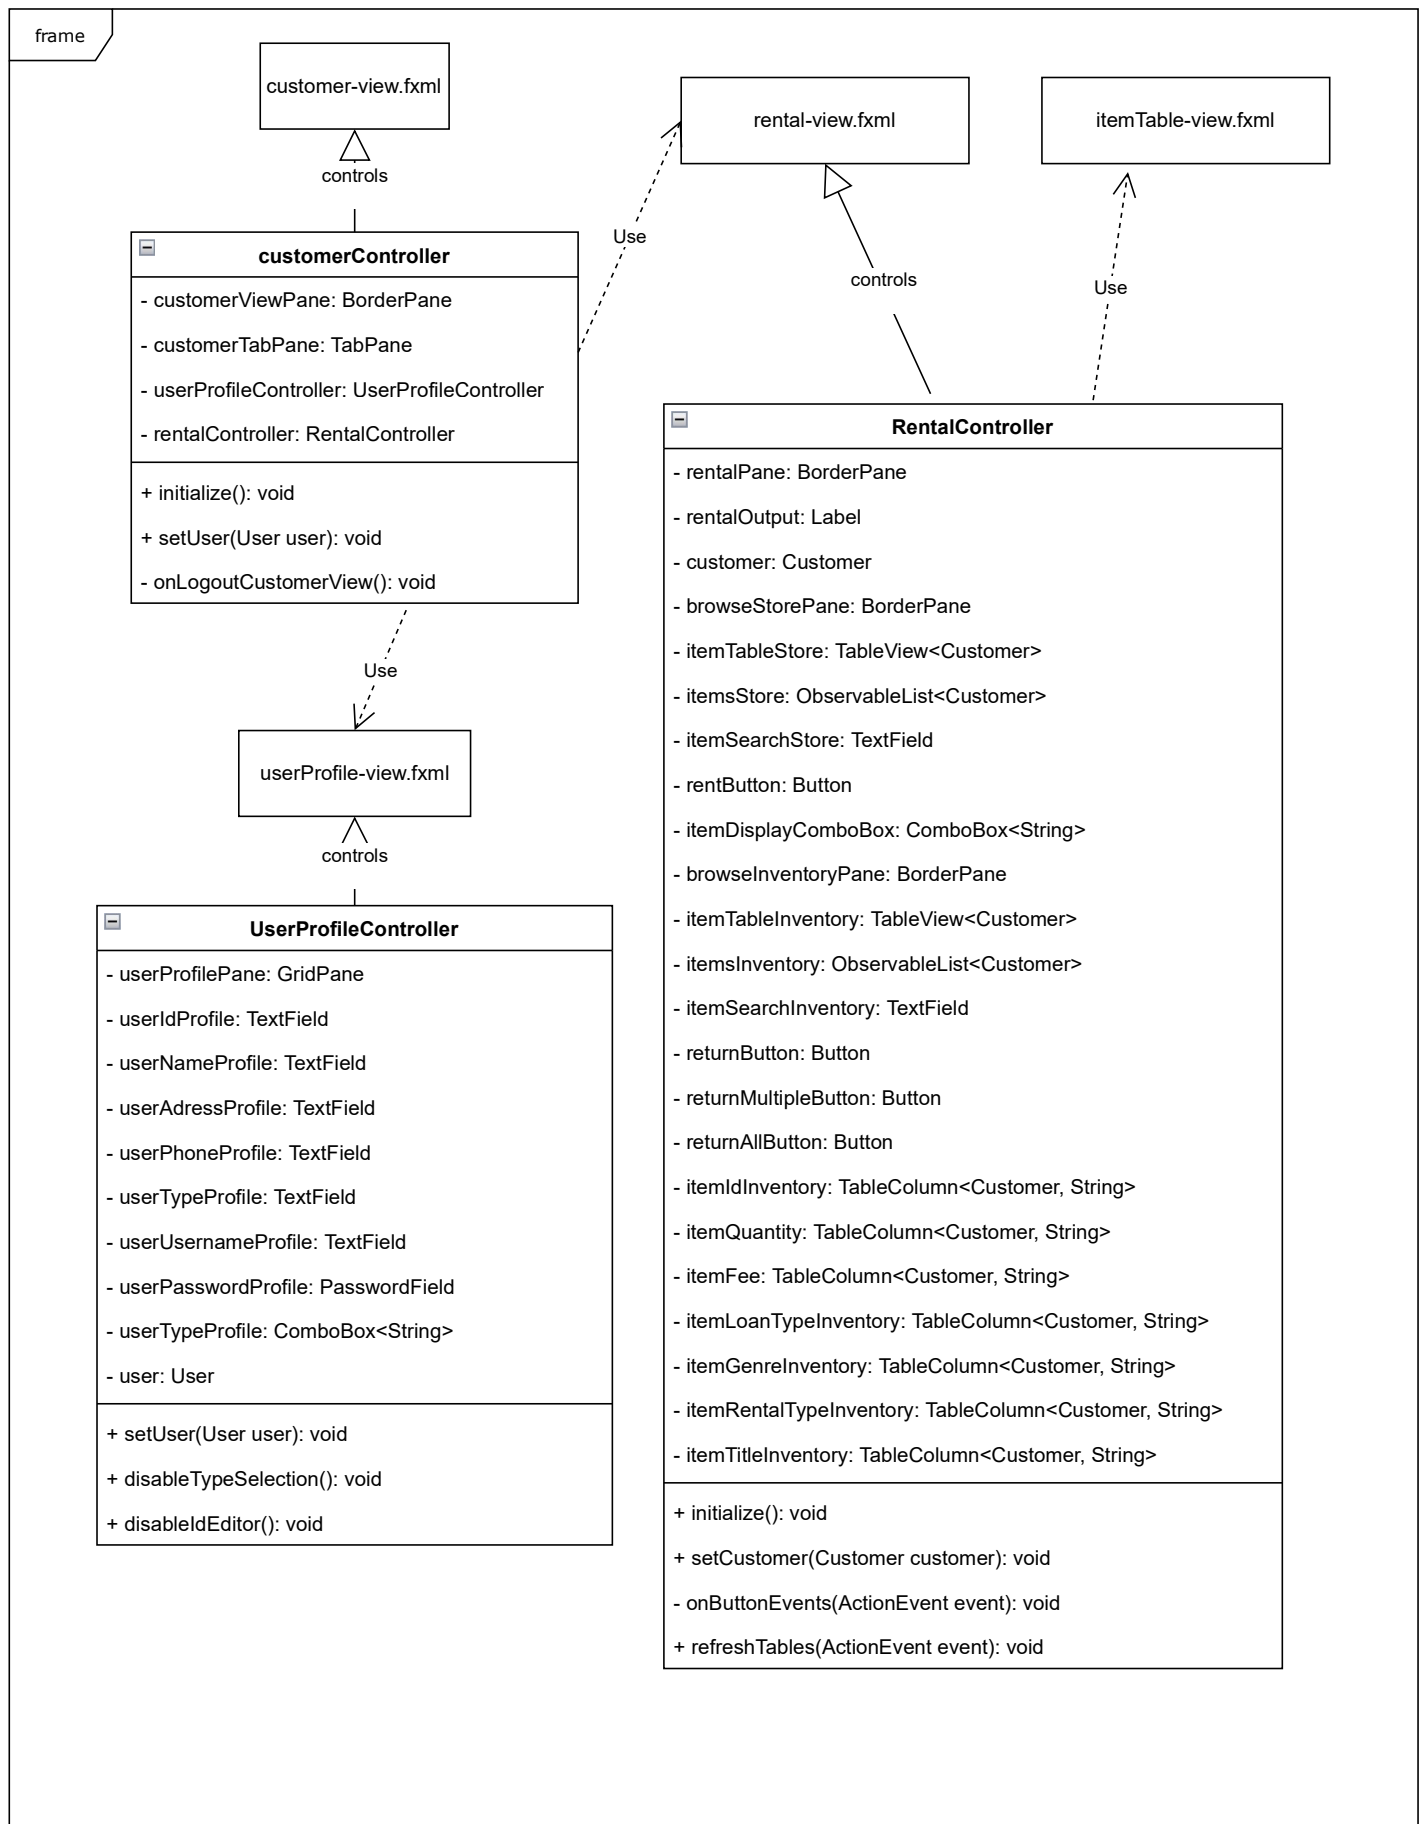 frame
customer-view.fxml
rental-view.fxml
itemTable-view.fxml
controls
Use
controls
Use
customerController
- customerViewPane: BorderPane
- customerTabPane: TabPane
- userProfileController: UserProfileController
- rentalController: RentalController
+ initialize(): void
+ setUser(User user): void
- onLogoutCustomerView(): void
Use
userProfile-view.fxml
controls
UserProfileController
- userProfilePane: GridPane
- userIdProfile: TextField
- userNameProfile: TextField
- userAdressProfile: TextField
- userPhoneProfile: TextField
- userTypeProfile: TextField
- userUsernameProfile: TextField
- userPasswordProfile: PasswordField
- userTypeProfile: ComboBox<String>
- user: User
+ setUser(User user): void
+ disableTypeSelection(): void
+ disableIdEditor(): void
RentalController
- rentalPane: BorderPane
- rentalOutput: Label
- customer: Customer
- browseStorePane: BorderPane
- itemTableStore: TableView<Customer>
- itemsStore: ObservableList<Customer>
- itemSearchStore: TextField
- rentButton: Button
- itemDisplayComboBox: ComboBox<String>
- browseInventoryPane: BorderPane
- itemTableInventory: TableView<Customer>
- itemsInventory: ObservableList<Customer>
- itemSearchInventory: TextField
- returnButton: Button
- returnMultipleButton: Button
- returnAllButton: Button
- itemIdInventory: TableColumn<Customer, String>
- itemQuantity: TableColumn<Customer, String>
- itemFee: TableColumn<Customer, String>
- itemLoanTypeInventory: TableColumn<Customer, String>
- itemGenreInventory: TableColumn<Customer, String>
- itemRentalTypeInventory: TableColumn<Customer, String>
- itemTitleInventory: TableColumn<Customer, String>
+ initialize(): void
+ setCustomer(Customer customer): void
- onButtonEvents(ActionEvent event): void
+ refreshTables(ActionEvent event): void